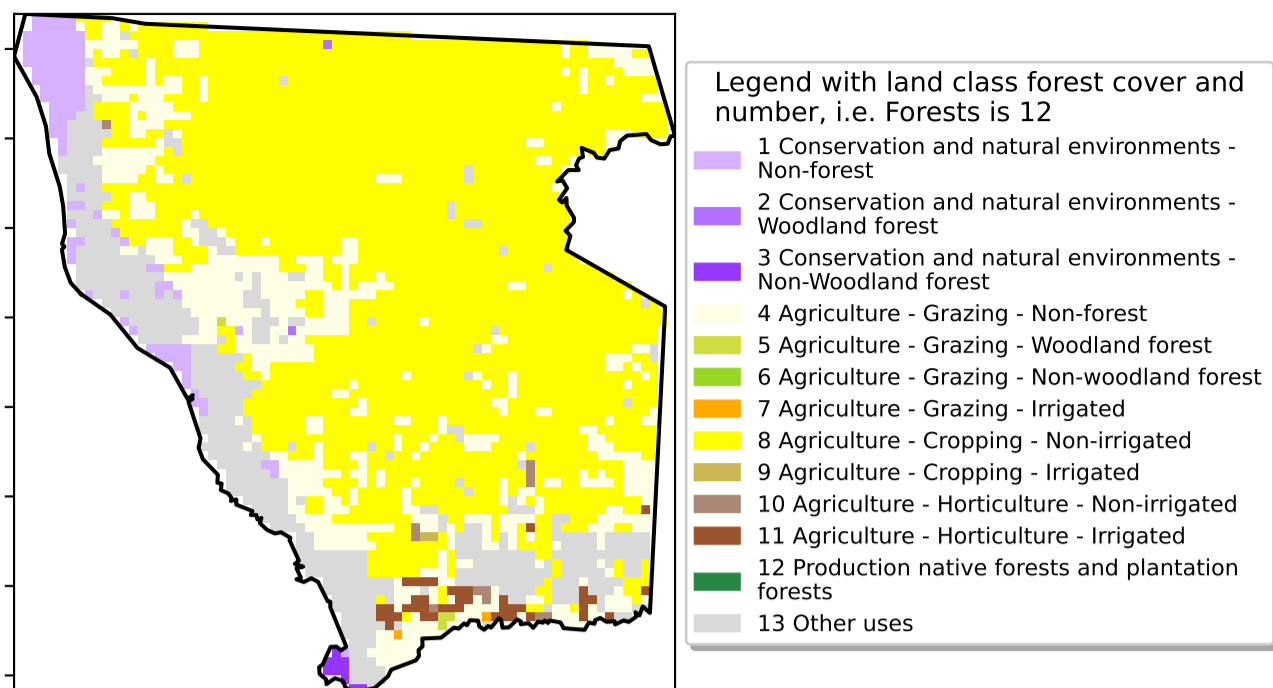 Legend with land class forest cover and
number, i.e. Forests is 12
1 Conservation and natural environments -
Non-forest
2 Conservation and natural environments -
Woodland forest
3 Conservation and natural environments -
Non-Woodland forest
4 Agriculture - Grazing - Non-forest
5 Agriculture - Grazing - Woodland forest
6 Agriculture - Grazing - Non-woodland forest
7 Agriculture - Grazing - Irrigated
8 Agriculture - Cropping - Non-irrigated
9 Agriculture - Cropping - Irrigated
10 Agriculture - Horticulture - Non-irrigated
11 Agriculture - Horticulture - Irrigated
12 Production native forests and plantation
forests
13 Other uses